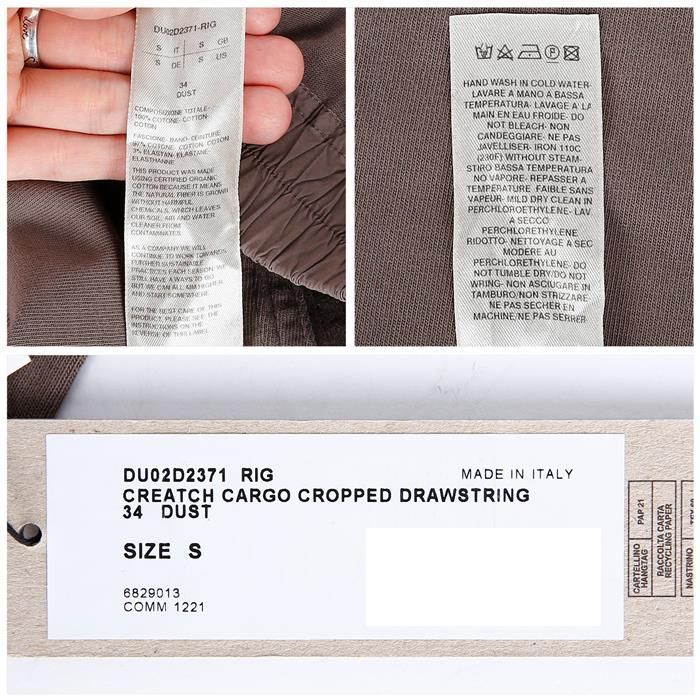 DU02D2371-RIG
S IT S GB
S DE S US
34
DUST
COMPOSIZIONE TOTALE-
100% COTONE- COTTON-
COTON
FASCIONE- BAND- CEINTURE
97% COTONE- COTTON- COTON
3% ELASTAN- ELASTANE-
ELASTHANNE
THIS PRODUCT WAS MADE
USING CERTIFIED ORGANIC
COTTON BECAUSE IT MEANS
THE NATURAL FIBER IS GROWN
WITHOUT HARMFUL
CHEMICALS, WHICH LEAVES
OUR SOIL, AIR AND WATER
CLEANER FROM
CONTAMINATES.
AS A COMPANY WE WILL
CONTINUE TO WORK TOWARDS
FURTHER SUSTAINABLE
PRACTICES EACH SEASON. WE
STILL HAVE A WAYS TO GO
BUT WE CAN ALL AIM HIGHER
AND START SOMEWHERE.
FOR THE BEST CARE OF THIS
PRODUCT, PLEASE SEE THE
INSTRUCTIONS ON THE
REVERSE OF THIS LABEL
HAND WASH IN COLD WATER-
LAVARE A MANO A BASSA
TEMPERATURA- LAVAGE A' LA
MAIN EN EAU FROIDE- DO
NOT BLEACH- NON
CANDEGGIARE- NE PAS
JAVELLISER- IRON 110C
(230F) WITHOUT STEAM-
STIRO BASSA TEMPERATURA
NO VAPORE- REPASSER A
TEMPERATURE FAIBLE SANS
VAPEUR- MILD DRY CLEAN IN
PERCHLOROETHYLENE- LAV
A SECCO
PERCHLOROETHYLENE
RIDOTTO- NETTOYAGE A SEC
MODERE AU
PERCHLOROETHYLENE- DO
NOT TUMBLE DRY/DO NOT
WRING- NON ASCIUGARE IN
TAMBURO/NON STRIZZARE-
NE PAS SECHER EN
MACHINE/NE PAS SERRER
DU02D2371 RIG
MADE IN ITALY
CREATCH CARGO CROPPED DRAWSTRING
34 DUST
SIZE S
6829013
COMM 1221
CARTELLINO
HANGTAG
PAP 21
RACCOLTA CARTA
RECYCLING PAPER
NASTRINO